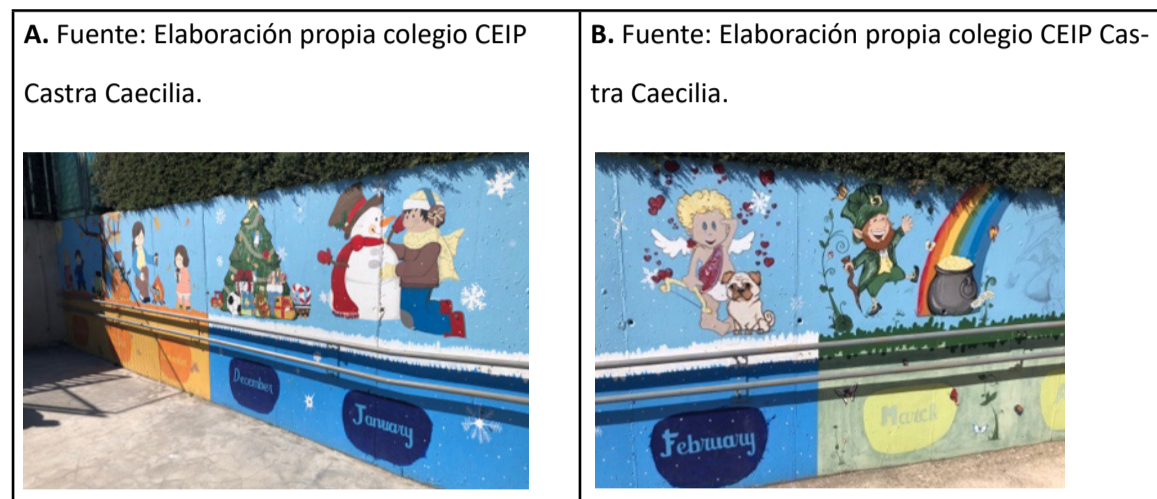 A. Fuente: Elaboración propia colegio CEIP
Castra Caecilia.
B. Fuente: Elaboración propia colegio CEIP Cas-
tra Caecilia.
December
January
February
March